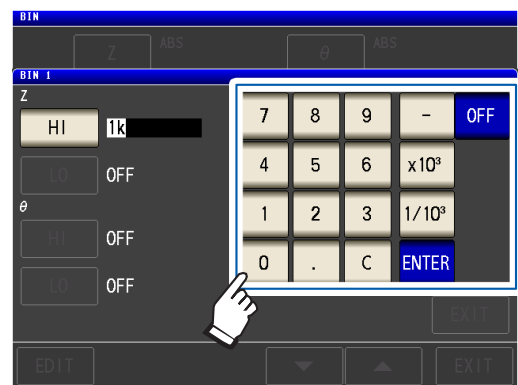 BIN
Z ABS θ ABS
BIN 1
Z
HI 1k
LO OFF
θ
HI OFF
LO OFF
7 8 9 - OFF
4 5 6 x10³
1 2 3 1/10³
0 . C ENTER
EXIT
EDIT EXIT